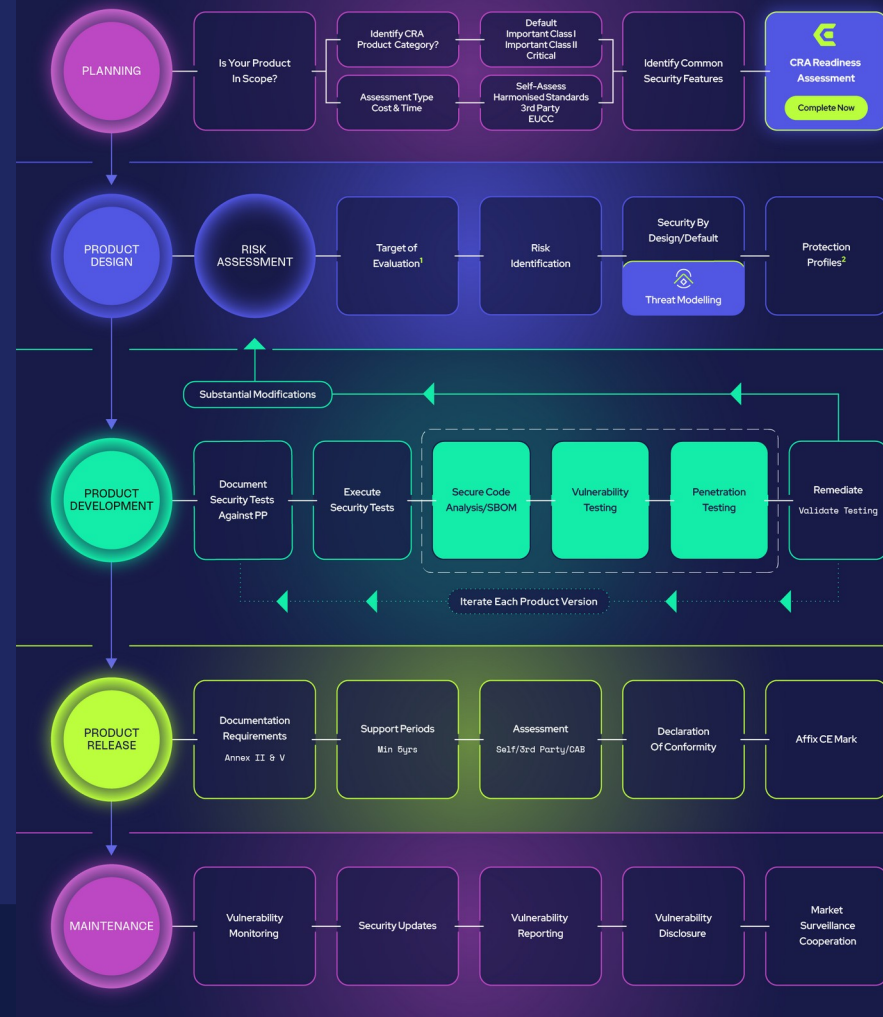 PLANNING
Is Your Product
In Scope?
Identify CRA
Product Category?
Default
Important Class I
Important Class II
Critical
Assessment Type
Cost & Time
Self-Assess
Harmonised Standards
3rd Party
EUCC
Identify Common
Security Features
CRA Readiness
Assessment
Complete Now
PRODUCT
DESIGN
RISK
ASSESSMENT
Target of
Evaluation¹
Risk
Identification
Security By
Design/Default
Threat Modelling
Protection
Profiles²
Substantial Modifications
PRODUCT
DEVELOPMENT
Document
Security Tests
Against PP
Execute
Security Tests
Secure Code
Analysis/SBOM
Vulnerability
Testing
Penetration
Testing
Remediate
Validate Testing
Iterate Each Product Version
PRODUCT
RELEASE
Documentation
Requirements
Annex II & V
Support Periods
Min 5yrs
Assessment
Self/3rd Party/CAB
Declaration
Of Conformity
Affix CE Mark
MAINTENANCE
Vulnerability
Monitoring
Security Updates
Vulnerability
Reporting
Vulnerability
Disclosure
Market
Surveillance
Cooperation